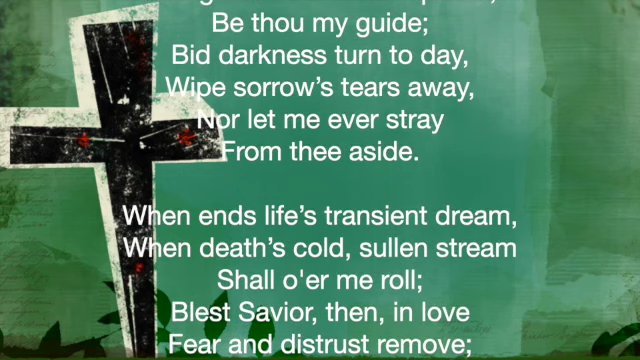 Be thou my guide;
Bid darkness turn to day,
Wipe sorrow’s tears away,
Nor let me ever stray
From thee aside.
When ends life’s transient dream,
When death’s cold, sullen stream
Shall o'er me roll;
Blest Savior, then, in love
Fear and distrust remove;